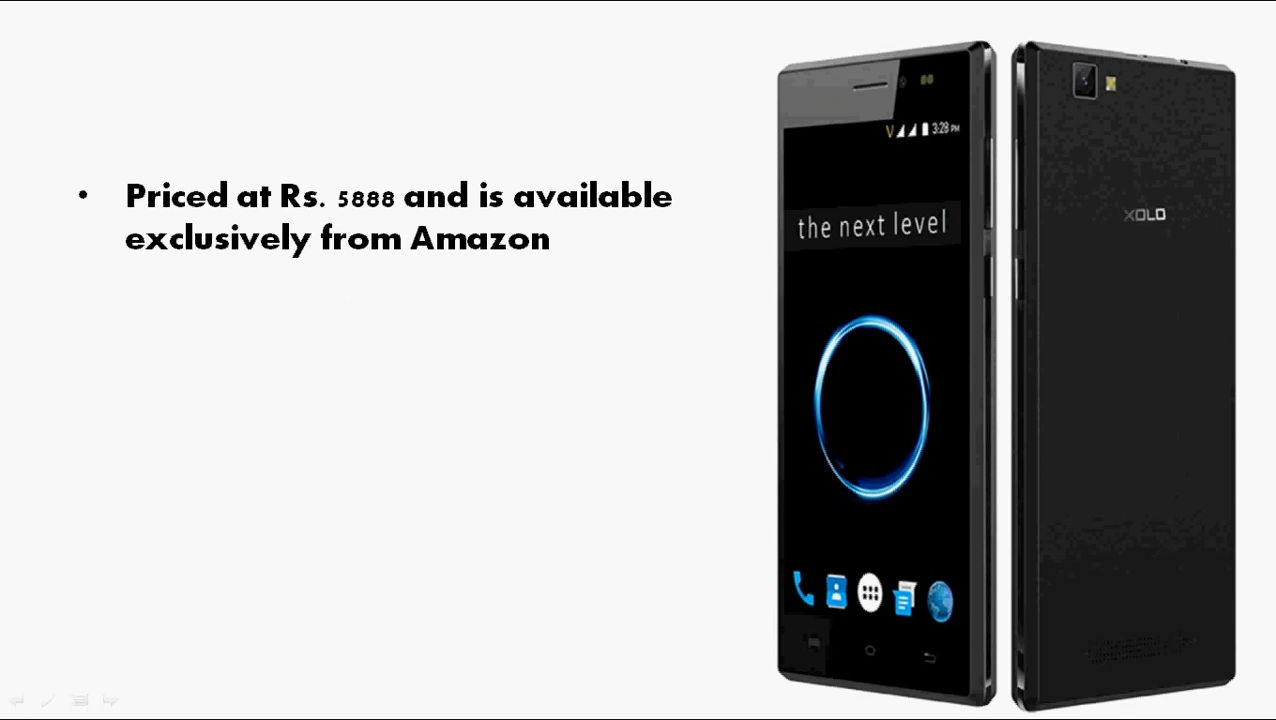 • Priced at Rs. 5888 and is available
exclusively from Amazon
V 3:28 PM
the next level
XOLO